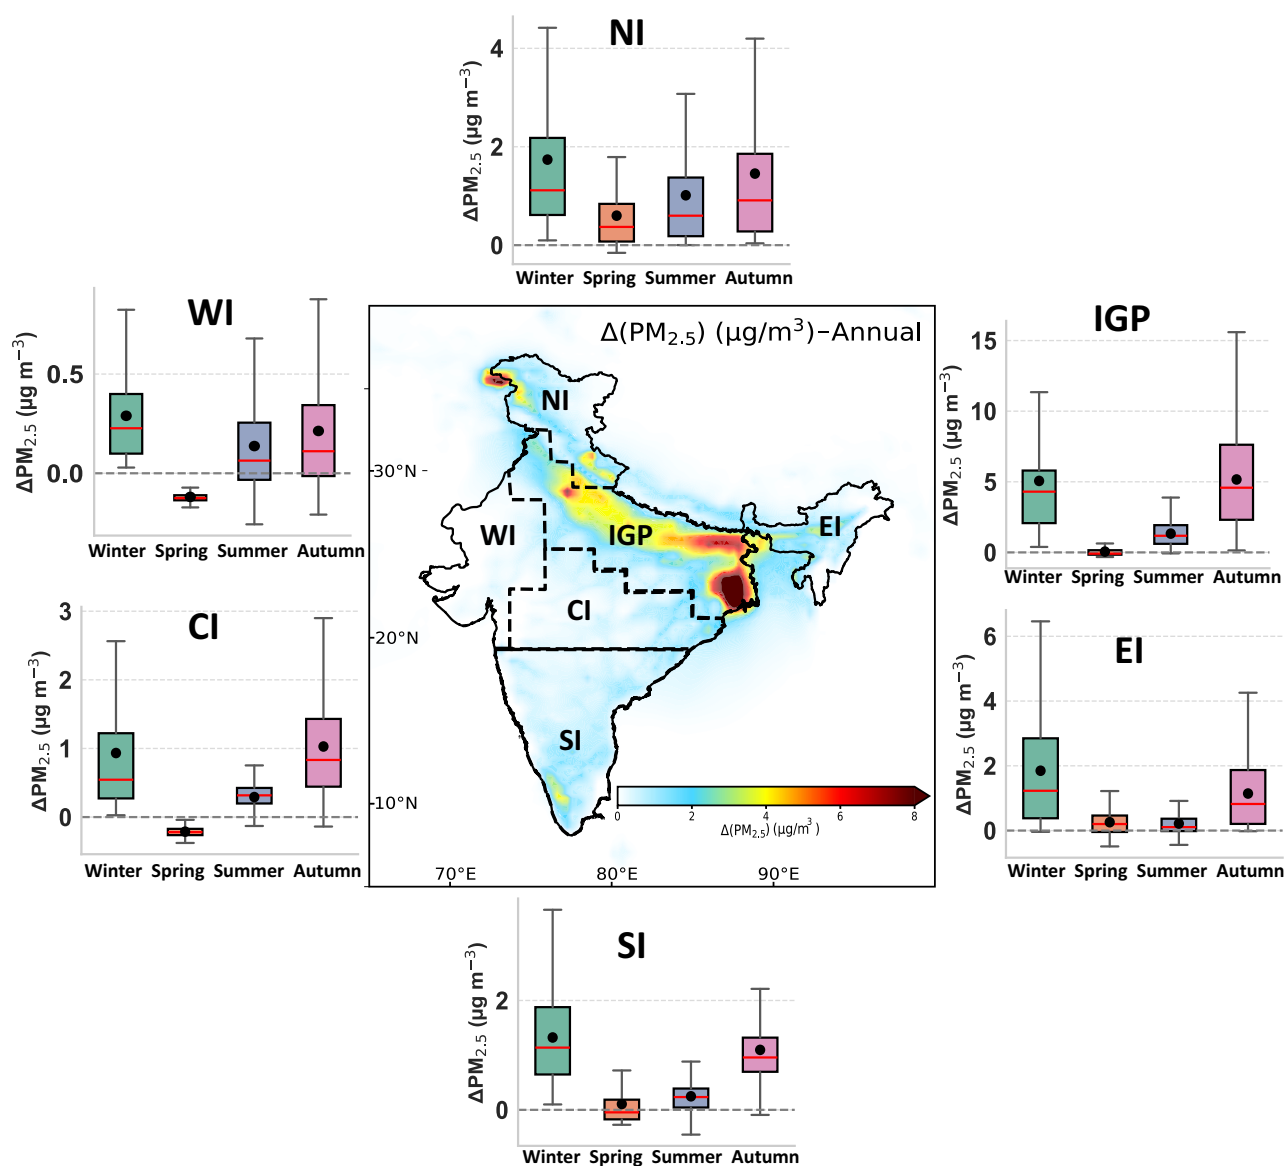 NI
4
2
0
ΔPM2.5 (μg m−3)
Winter Spring Summer Autumn
WI
0.5
0.0
ΔPM2.5 (μg m−3)
Winter Spring Summer Autumn
CI
3
2
1
0
ΔPM2.5 (μg m−3)
Winter Spring Summer Autumn
Δ(PM2.5) (μg/m3)–Annual
NI
WI
IGP
EI
CI
SI
30°N
20°N
10°N
70°E
80°E
90°E
0 2 4 6 8
Δ(PM2.5) (μg/m3)
IGP
15
10
5
0
ΔPM2.5 (μg m−3)
Winter Spring Summer Autumn
EI
6
4
2
0
ΔPM2.5 (μg m−3)
Winter Spring Summer Autumn
SI
2
0
ΔPM2.5 (μg m−3)
Winter Spring Summer Autumn